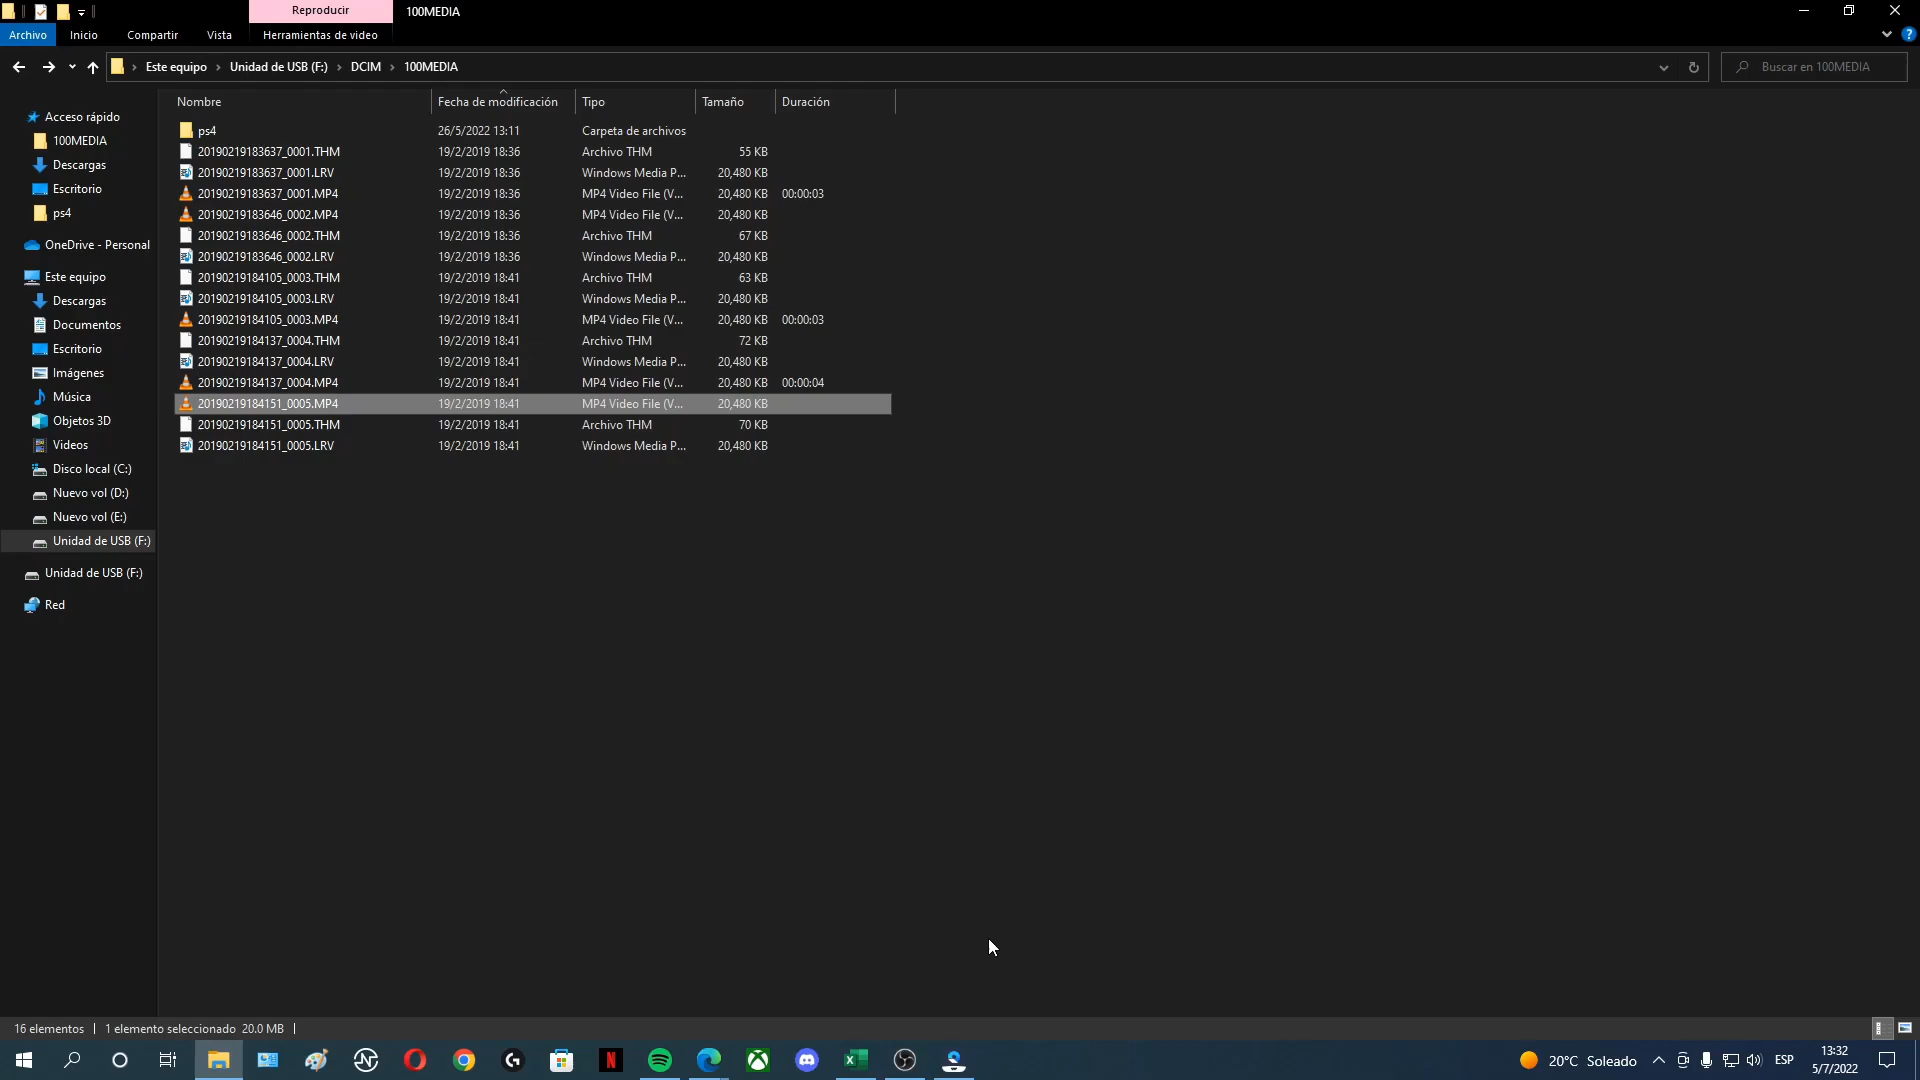 Reproducir
100MEDIA
Archivo
Inicio
Compartir
Vista
Herramientas de video
?
Este equipo
Unidad de USB (F:)
DCIM
100MEDIA
Buscar en 100MEDIA
Acceso rápido
100MEDIA
Descargas
Escritorio
ps4
OneDrive - Personal
Este equipo
Descargas
Documentos
Escritorio
Imágenes
Música
Objetos 3D
Videos
Disco local (C:)
Nuevo vol (D:)
Nuevo vol (E:)
Unidad de USB (F:)
Unidad de USB (F:)
Red
Nombre Fecha de modificación Tipo Tamaño Duración
ps4 26/5/2022 13:11 Carpeta de archivos
20190219183637_0001.THM 19/2/2019 18:36 Archivo THM 55 KB
20190219183637_0001.LRV 19/2/2019 18:36 Windows Media P... 20,480 KB
20190219183637_0001.MP4 19/2/2019 18:36 MP4 Video File (V... 20,480 KB 00:00:03
20190219183646_0002.MP4 19/2/2019 18:36 MP4 Video File (V... 20,480 KB
20190219183646_0002.THM 19/2/2019 18:36 Archivo THM 67 KB
20190219183646_0002.LRV 19/2/2019 18:36 Windows Media P... 20,480 KB
20190219184105_0003.THM 19/2/2019 18:41 Archivo THM 63 KB
20190219184105_0003.LRV 19/2/2019 18:41 Windows Media P... 20,480 KB
20190219184105_0003.MP4 19/2/2019 18:41 MP4 Video File (V... 20,480 KB 00:00:03
20190219184137_0004.THM 19/2/2019 18:41 Archivo THM 72 KB
20190219184137_0004.LRV 19/2/2019 18:41 Windows Media P... 20,480 KB
20190219184137_0004.MP4 19/2/2019 18:41 MP4 Video File (V... 20,480 KB 00:00:04
20190219184151_0005.MP4 19/2/2019 18:41 MP4 Video File (V... 20,480 KB
20190219184151_0005.THM 19/2/2019 18:41 Archivo THM 70 KB
20190219184151_0005.LRV 19/2/2019 18:41 Windows Media P... 20,480 KB
16 elementos
1 elemento seleccionado 20.0 MB
20°C Soleado
ESP
13:32
5/7/2022